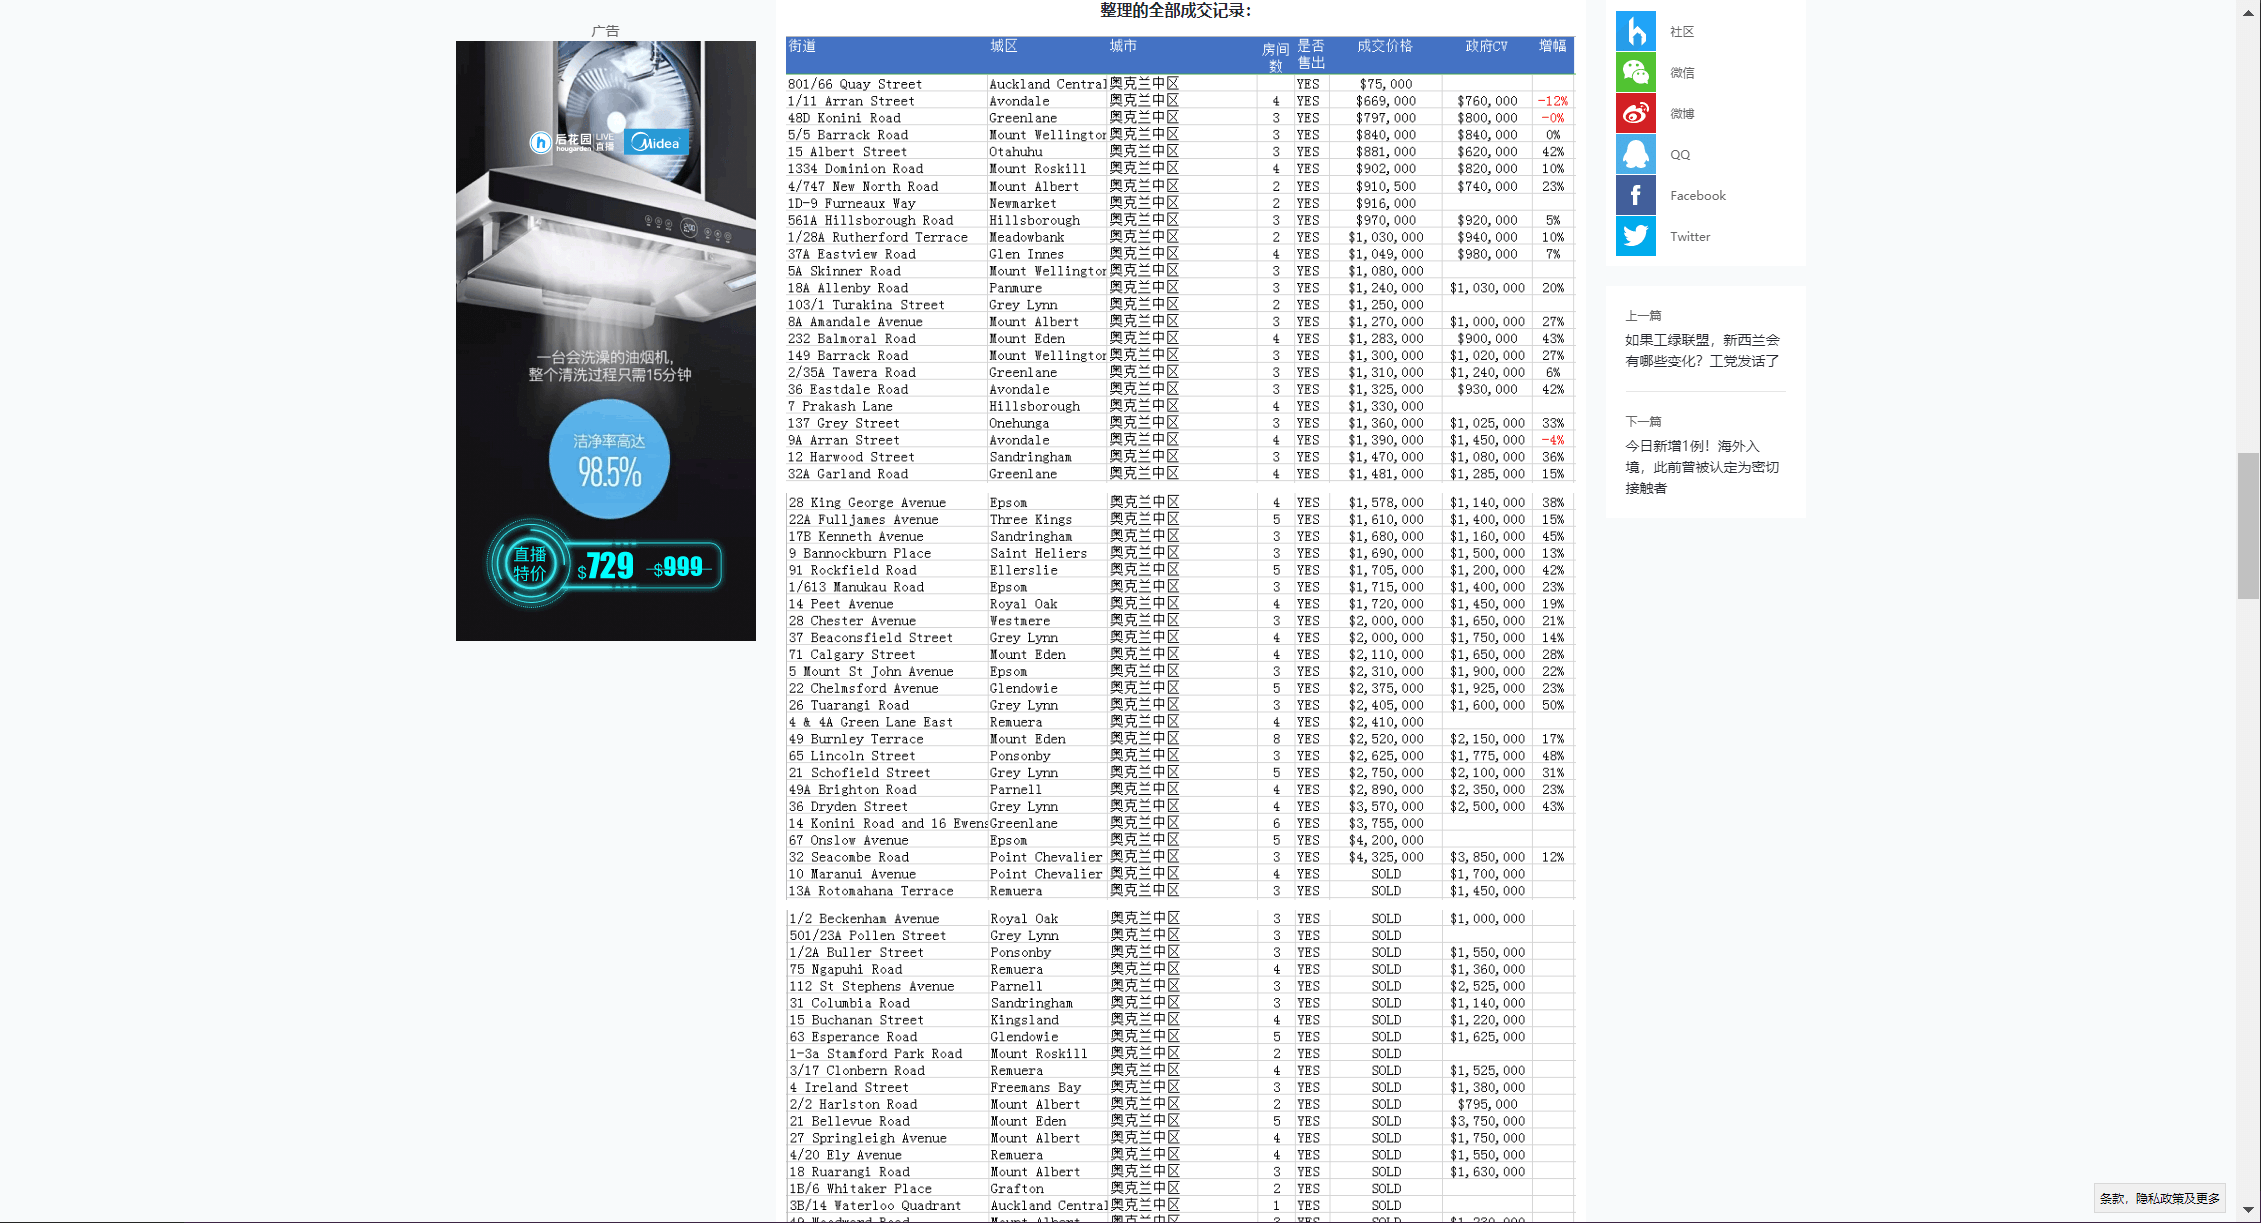 整理的全部成交记录：
广告
后花园 LIVE 直播 Midea
hougarden
一台会洗澡的油烟机，
整个清洗过程只需15分钟
洁净率高达
98.5%
直播特价 $729 $999
街道 城区 城市 房间数 是否售出 成交价格 政府CV 增幅
801/66 Quay Street Auckland Central 奥克兰中区 YES $75,000
1/11 Arran Street Avondale 奥克兰中区 4 YES $669,000 $760,000 -12%
48D Konini Road Greenlane 奥克兰中区 3 YES $797,000 $800,000 -0%
5/5 Barrack Road Mount Wellington 奥克兰中区 3 YES $840,000 $840,000 0%
15 Albert Street Otahuhu 奥克兰中区 3 YES $881,000 $620,000 42%
1334 Dominion Road Mount Roskill 奥克兰中区 4 YES $902,000 $820,000 10%
4/747 New North Road Mount Albert 奥克兰中区 2 YES $910,500 $740,000 23%
1D-9 Furneaux Way Newmarket 奥克兰中区 2 YES $916,000
561A Hillsborough Road Hillsborough 奥克兰中区 3 YES $970,000 $920,000 5%
1/28A Rutherford Terrace Meadowbank 奥克兰中区 2 YES $1,030,000 $940,000 10%
37A Eastview Road Glen Innes 奥克兰中区 4 YES $1,049,000 $980,000 7%
5A Skinner Road Mount Wellington 奥克兰中区 3 YES $1,080,000
18A Allenby Road Panmure 奥克兰中区 3 YES $1,240,000 $1,030,000 20%
103/1 Turakina Street Grey Lynn 奥克兰中区 2 YES $1,250,000
8A Amandale Avenue Mount Albert 奥克兰中区 3 YES $1,270,000 $1,000,000 27%
232 Balmoral Road Mount Eden 奥克兰中区 4 YES $1,283,000 $900,000 43%
149 Barrack Road Mount Wellington 奥克兰中区 3 YES $1,300,000 $1,020,000 27%
2/35A Tawera Road Greenlane 奥克兰中区 3 YES $1,310,000 $1,240,000 6%
36 Eastdale Road Avondale 奥克兰中区 3 YES $1,325,000 $930,000 42%
7 Prakash Lane Hillsborough 奥克兰中区 4 YES $1,330,000
137 Grey Street Onehunga 奥克兰中区 3 YES $1,360,000 $1,025,000 33%
9A Arran Street Avondale 奥克兰中区 4 YES $1,390,000 $1,450,000 -4%
12 Harwood Street Sandringham 奥克兰中区 3 YES $1,470,000 $1,080,000 36%
32A Garland Road Greenlane 奥克兰中区 4 YES $1,481,000 $1,285,000 15%
28 King George Avenue Epsom 奥克兰中区 4 YES $1,578,000 $1,140,000 38%
22A Fulljames Avenue Three Kings 奥克兰中区 5 YES $1,610,000 $1,400,000 15%
17B Kenneth Avenue Sandringham 奥克兰中区 3 YES $1,680,000 $1,160,000 45%
9 Bannockburn Place Saint Heliers 奥克兰中区 3 YES $1,690,000 $1,500,000 13%
91 Rockfield Road Ellerslie 奥克兰中区 5 YES $1,705,000 $1,200,000 42%
1/613 Manukau Road Epsom 奥克兰中区 3 YES $1,715,000 $1,400,000 23%
14 Peet Avenue Royal Oak 奥克兰中区 4 YES $1,720,000 $1,450,000 19%
28 Chester Avenue Westmere 奥克兰中区 3 YES $2,000,000 $1,650,000 21%
37 Beaconsfield Street Grey Lynn 奥克兰中区 4 YES $2,000,000 $1,750,000 14%
71 Calgary Street Mount Eden 奥克兰中区 4 YES $2,110,000 $1,650,000 28%
5 Mount St John Avenue Epsom 奥克兰中区 3 YES $2,310,000 $1,900,000 22%
22 Chelmsford Avenue Glendowie 奥克兰中区 5 YES $2,375,000 $1,925,000 23%
26 Tuarangi Road Grey Lynn 奥克兰中区 3 YES $2,405,000 $1,600,000 50%
4 & 4A Green Lane East Remuera 奥克兰中区 4 YES $2,410,000
49 Burnley Terrace Mount Eden 奥克兰中区 8 YES $2,520,000 $2,150,000 17%
65 Lincoln Street Ponsonby 奥克兰中区 3 YES $2,625,000 $1,775,000 48%
21 Schofield Street Grey Lynn 奥克兰中区 5 YES $2,750,000 $2,100,000 31%
49A Brighton Road Parnell 奥克兰中区 4 YES $2,890,000 $2,350,000 23%
36 Dryden Street Grey Lynn 奥克兰中区 4 YES $3,570,000 $2,500,000 43%
14 Konini Road and 16 Ewens Greenlane 奥克兰中区 6 YES $3,755,000
67 Onslow Avenue Epsom 奥克兰中区 5 YES $4,200,000
32 Seacombe Road Point Chevalier 奥克兰中区 3 YES $4,325,000 $3,850,000 12%
10 Maranui Avenue Point Chevalier 奥克兰中区 4 YES SOLD $1,700,000
13A Rotomahana Terrace Remuera 奥克兰中区 3 YES SOLD $1,450,000
1/2 Beckenham Avenue Royal Oak 奥克兰中区 3 YES SOLD $1,000,000
501/23A Pollen Street Grey Lynn 奥克兰中区 3 YES SOLD
1/2A Buller Street Ponsonby 奥克兰中区 3 YES SOLD $1,550,000
75 Ngapuhi Road Remuera 奥克兰中区 4 YES SOLD $1,360,000
112 St Stephens Avenue Parnell 奥克兰中区 3 YES SOLD $2,525,000
31 Columbia Road Sandringham 奥克兰中区 3 YES SOLD $1,140,000
15 Buchanan Street Kingsland 奥克兰中区 4 YES SOLD $1,220,000
63 Esperance Road Glendowie 奥克兰中区 5 YES SOLD $1,625,000
1-3a Stamford Park Road Mount Roskill 奥克兰中区 2 YES SOLD
3/17 Clonbern Road Remuera 奥克兰中区 4 YES SOLD $1,525,000
4 Ireland Street Freemans Bay 奥克兰中区 3 YES SOLD $1,380,000
2/2 Harlston Road Mount Albert 奥克兰中区 2 YES SOLD $795,000
21 Bellevue Road Mount Eden 奥克兰中区 5 YES SOLD $3,750,000
27 Springleigh Avenue Mount Albert 奥克兰中区 4 YES SOLD $1,750,000
4/20 Ely Avenue Remuera 奥克兰中区 4 YES SOLD $1,550,000
18 Ruarangi Road Mount Albert 奥克兰中区 3 YES SOLD $1,630,000
1B/6 Whitaker Place Grafton 奥克兰中区 2 YES SOLD
3B/14 Waterloo Quadrant Auckland Central 奥克兰中区 1 YES SOLD
社区
微信
微博
QQ
Facebook
Twitter
上一篇
如果工绿联盟，新西兰会
有哪些变化？工党发话了
下一篇
今日新增1例！海外入
境，此前曾被认定为密切
接触者
条款，隐私政策及更多